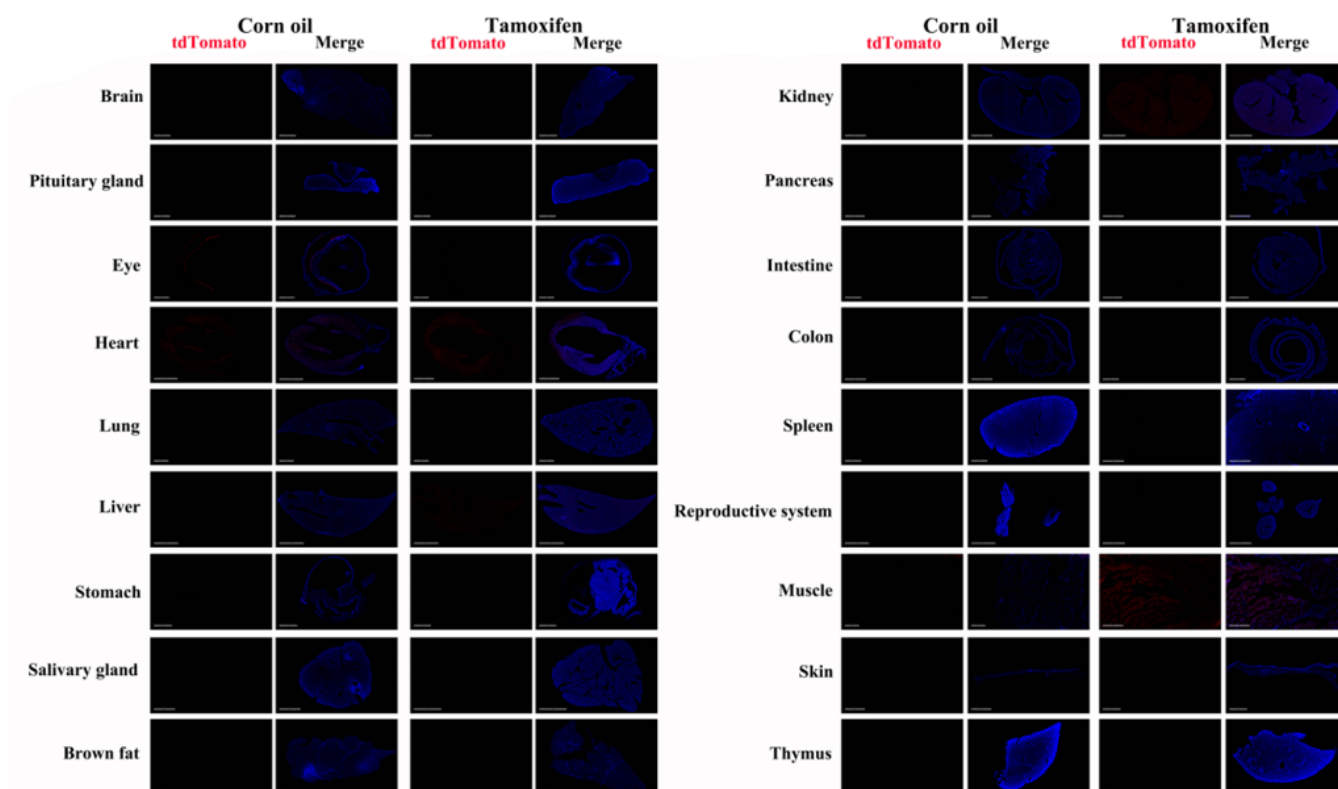 Corn oil Tamoxifen Corn oil Tamoxifen
tdTomato Merge tdTomato Merge tdTomato Merge tdTomato Merge
Brain Kidney
Pituitary gland Pancreas
Eye Intestine
Heart Colon
Lung Spleen
Liver Reproductive system
Stomach Muscle
Salivary gland Skin
Brown fat Thymus